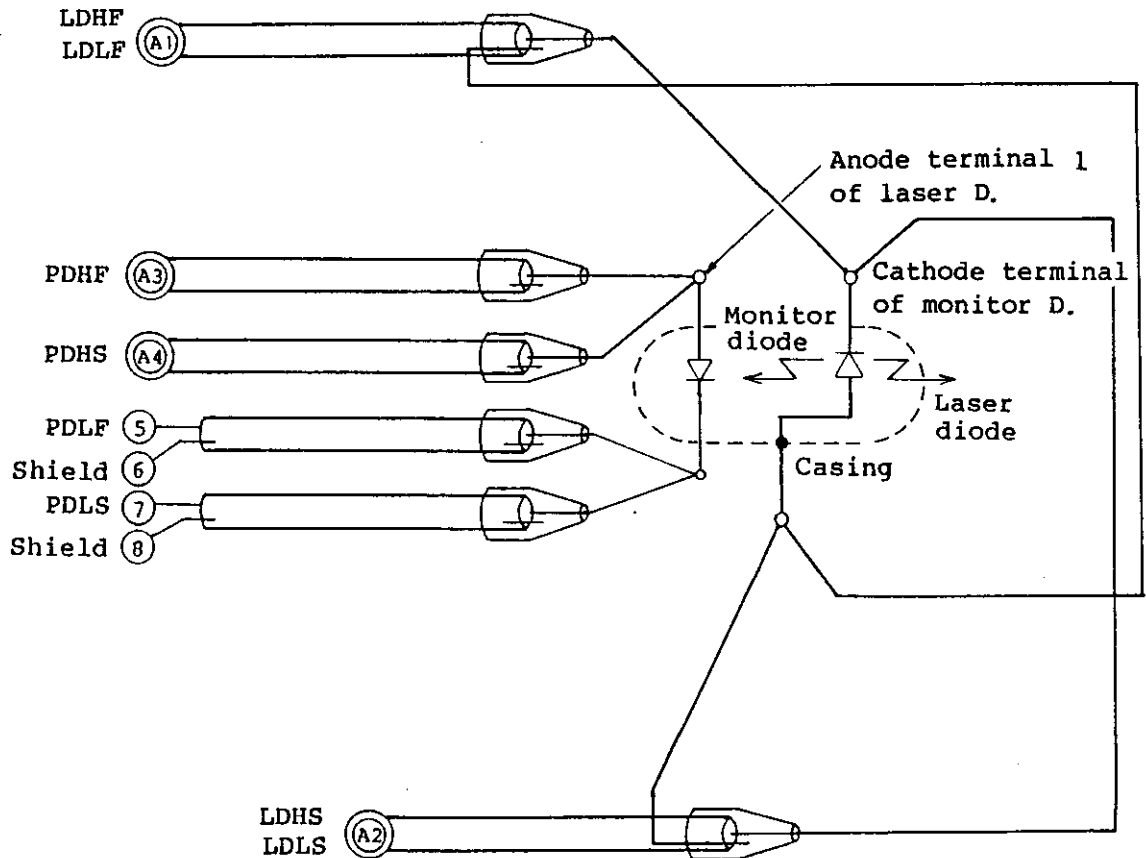 LDHF
LDLF
A1
Anode terminal 1
of laser D.
PDHF
A3
Cathode terminal
of monitor D.
Monitor
diode
PDHS
A4
Laser
diode
PDLF 5
Shield 6
Casing
PDLS 7
Shield 8
LDHS
LDLS
A2